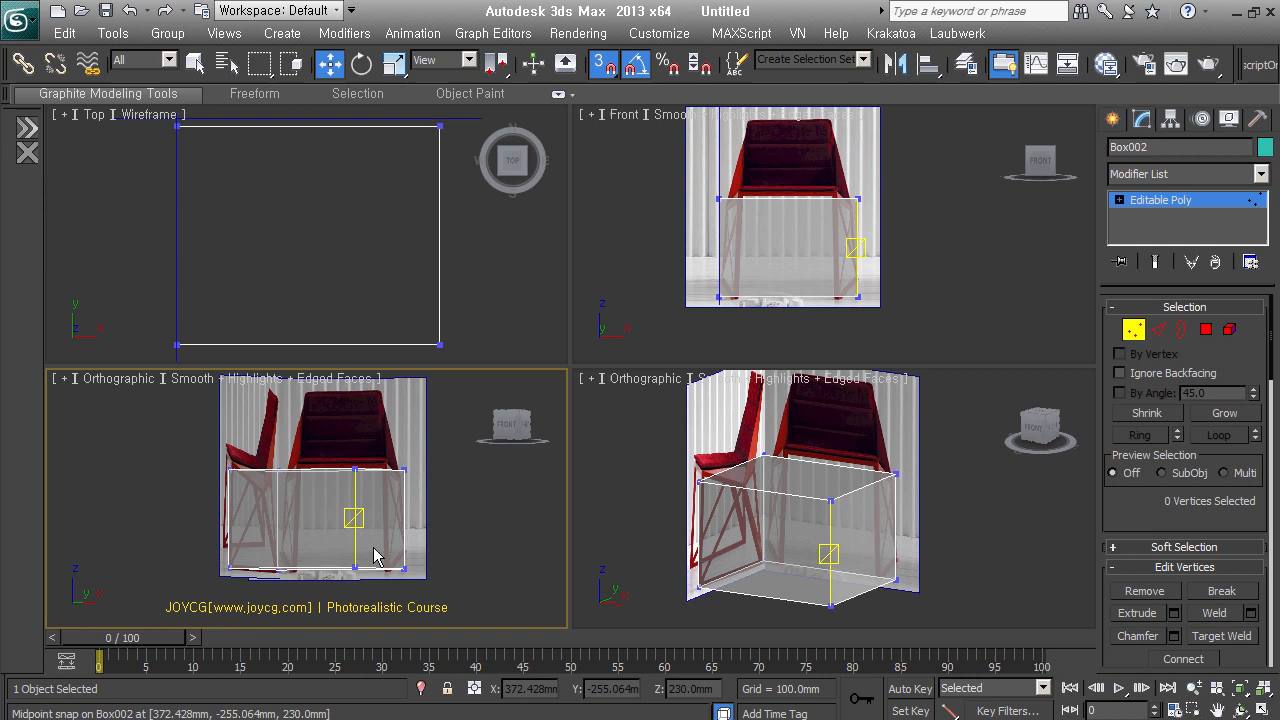 Workspace: Default
Autodesk 3ds Max 2013 x64 Untitled
Type a keyword or phrase
Edit Tools Group Views Create Modifiers Animation Graph Editors Rendering Customize MAXScript VN Help Krakatoa Laubwerk
All
View
3
Create Selection Set
Graphite Modeling Tools Freeform Selection Object Paint
[ + ] Top ] Wireframe ]
TOP
N
S
y
z
x
FRONT
z
y
x
Box002
Modifier List
Editable Poly
Selection
By Vertex
Ignore Backfacing
By Angle: 45.0
Shrink Grow
Ring Loop
Preview Selection
Off SubObj Multi
0 Vertices Selected
Soft Selection
Edit Vertices
Remove Break
Extrude Weld
Chamfer Target Weld
Connect
[ + ] Orthographic ] Smooth + Highlights + Edged Faces ]
FRONT
z
JOYCG[www.joycg.com] | Photorealistic Course
FRONT
z
0 / 100
0 5 10 15 20 25 30 35 40 45 50 55 60 65 70 75 80 85 90 95 100
1 Object Selected
X: 372.428mm Y: -255.064m Z: 230.0mm
Grid = 100.0mm
Auto Key Selected
Midpoint snap on Box002 at [372.428mm, -255.064mm, 230.0mm]
Add Time Tag
Set Key Key Filters...
0